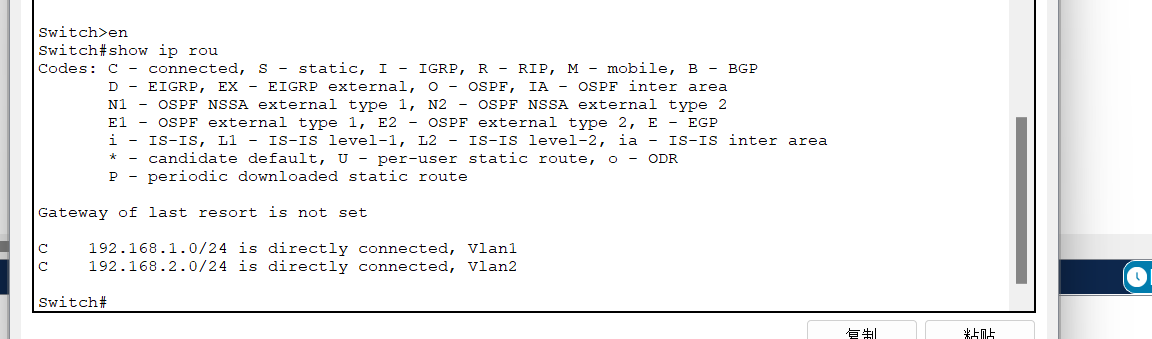 Switch>en
Switch#show ip rou
Codes: C - connected, S - static, I - IGRP, R - RIP, M - mobile, B - BGP
D - EIGRP, EX - EIGRP external, O - OSPF, IA - OSPF inter area
N1 - OSPF NSSA external type 1, N2 - OSPF NSSA external type 2
E1 - OSPF external type 1, E2 - OSPF external type 2, E - EGP
i - IS-IS, L1 - IS-IS level-1, L2 - IS-IS level-2, ia - IS-IS inter area
* - candidate default, U - per-user static route, o - ODR
P - periodic downloaded static route
Gateway of last resort is not set
C 192.168.1.0/24 is directly connected, Vlan1
C 192.168.2.0/24 is directly connected, Vlan2
Switch#
复制 粘贴